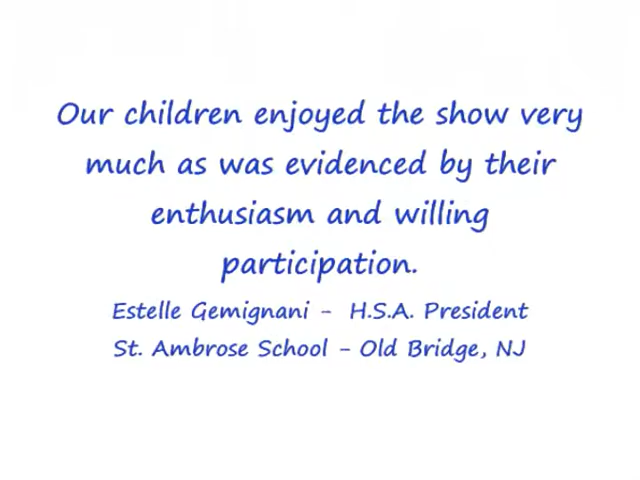 Our children enjoyed the show very
much as was evidenced by their
enthusiasm and willing
participation.
Estelle Gemignani - H.S.A. President
St. Ambrose School - Old Bridge, NJ